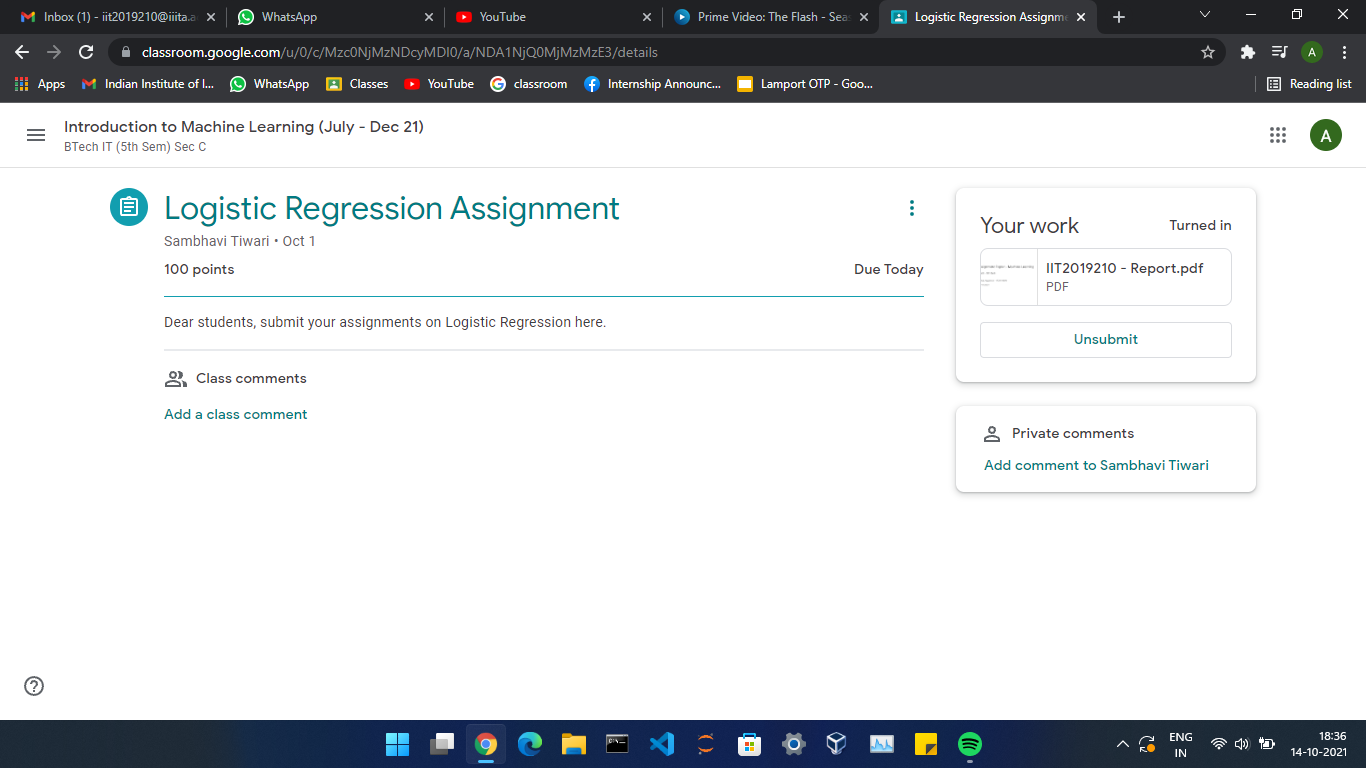 Inbox (1) - iit2019210@iiita.a
WhatsApp
YouTube
Prime Video: The Flash - Sea
Logistic Regression Assignme
classroom.google.com/u/0/c/Mzc0NjMzNDcyMDI0/a/NDA1NjQ0MjMzMzE3/details
A
Apps
Indian Institute of I...
WhatsApp
Classes
YouTube
classroom
Internship Announc...
Lamport OTP - Goo...
Reading list
Introduction to Machine Learning (July - Dec 21)
BTech IT (5th Sem) Sec C
A
Logistic Regression Assignment
Sambhavi Tiwari • Oct 1
100 points
Due Today
Dear students, submit your assignments on Logistic Regression here.
Class comments
Add a class comment
Your work
Turned in
IIT2019210 - Report.pdf
PDF
Unsubmit
Private comments
Add comment to Sambhavi Tiwari
ENG
IN
18:36
14-10-2021